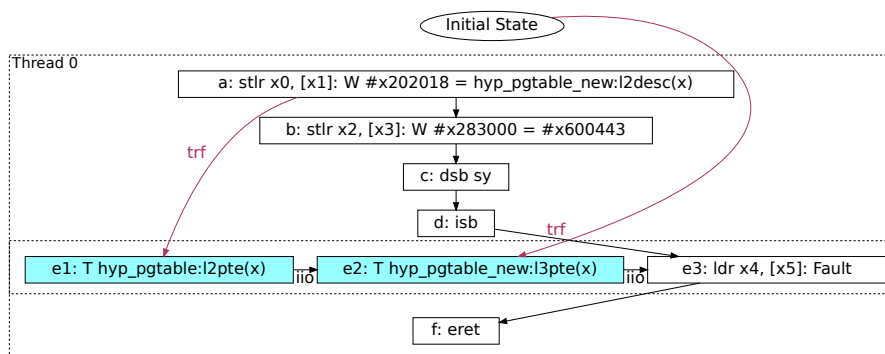 Initial State
Thread 0
a: stlr x0, [x1]: W #x202018 = hyp_pgtable_new:l2desc(x)
b: stlr x2, [x3]: W #x283000 = #x600443
trf
c: dsb sy
d: isb
trf
e1: T hyp_pgtable:l2pte(x)
iio
e2: T hyp_pgtable_new:l3pte(x)
iio
e3: ldr x4, [x5]: Fault
f: eret